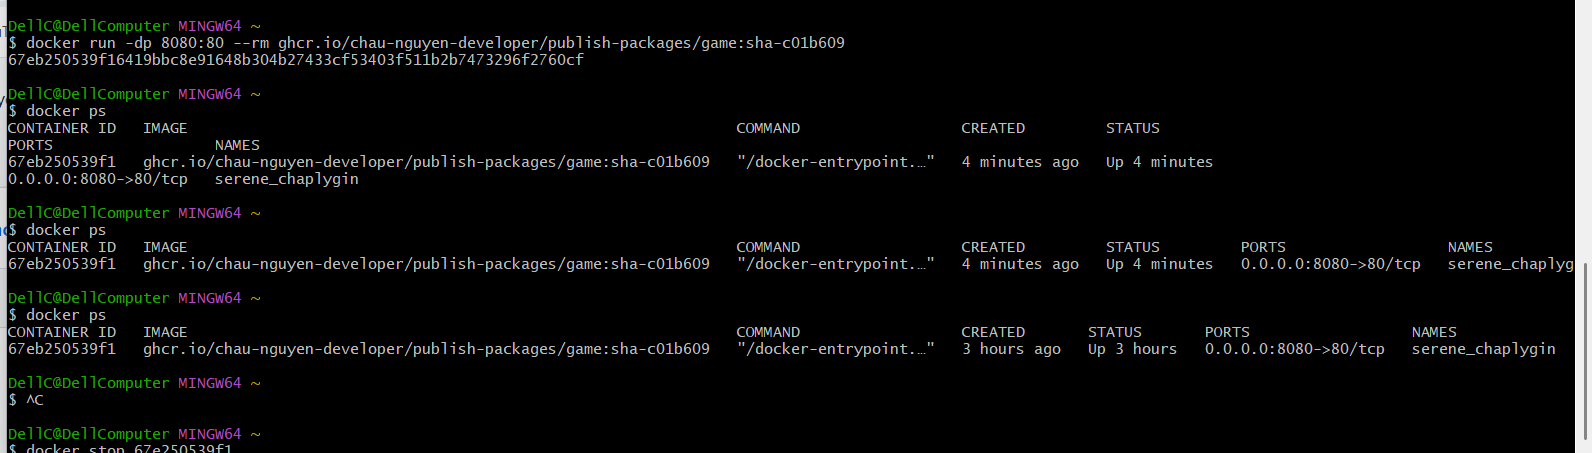 DellC@DellComputer MINGW64 ~
$ docker run -dp 8080:80 --rm ghcr.io/chau-nguyen-developer/publish-packages/game:sha-c01b609
67eb250539f16419bbc8e91648b304b27433cf53403f511b2b7473296f2760cf
DellC@DellComputer MINGW64 ~
$ docker ps
CONTAINER ID   IMAGE   COMMAND   CREATED   STATUS
PORTS   NAMES
67eb250539f1   ghcr.io/chau-nguyen-developer/publish-packages/game:sha-c01b609   "/docker-entrypoint.…"   4 minutes ago   Up 4 minutes
0.0.0.0:8080->80/tcp   serene_chaplygin
DellC@DellComputer MINGW64 ~
$ docker ps
CONTAINER ID   IMAGE   COMMAND   CREATED   STATUS   PORTS   NAMES
67eb250539f1   ghcr.io/chau-nguyen-developer/publish-packages/game:sha-c01b609   "/docker-entrypoint.…"   4 minutes ago   Up 4 minutes   0.0.0.0:8080->80/tcp   serene_chaplyg
DellC@DellComputer MINGW64 ~
$ docker ps
CONTAINER ID   IMAGE   COMMAND   CREATED   STATUS   PORTS   NAMES
67eb250539f1   ghcr.io/chau-nguyen-developer/publish-packages/game:sha-c01b609   "/docker-entrypoint.…"   3 hours ago   Up 3 hours   0.0.0.0:8080->80/tcp   serene_chaplygin
DellC@DellComputer MINGW64 ~
$ ^C
DellC@DellComputer MINGW64 ~
$ docker stop 67e250539f1